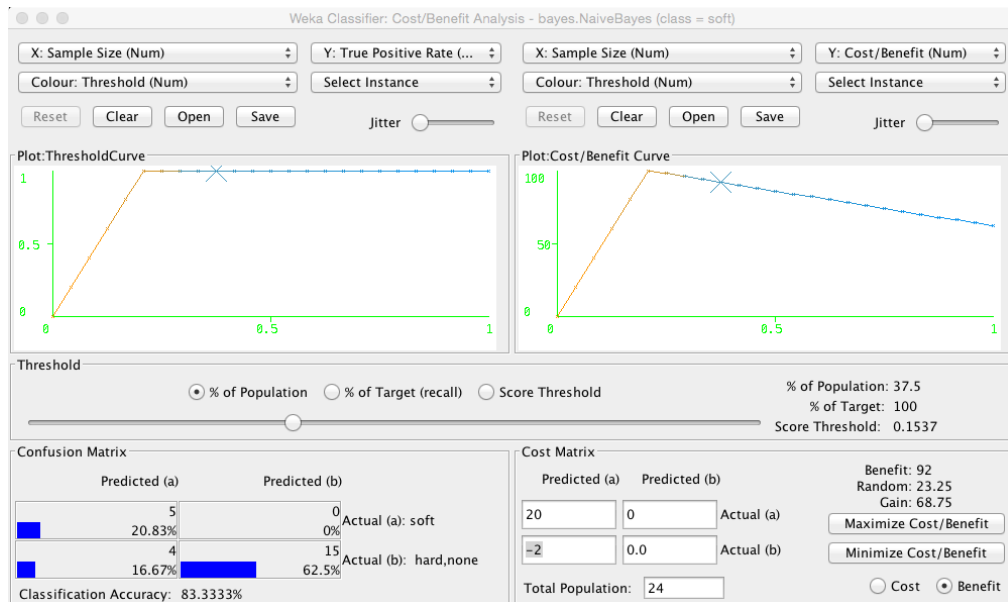 Weka Classifier: Cost/Benefit Analysis - bayes.NaiveBayes (class = soft)
X: Sample Size (Num) Y: True Positive Rate (... X: Sample Size (Num) Y: Cost/Benefit (Num)
Colour: Threshold (Num) Select Instance Colour: Threshold (Num) Select Instance
Reset Clear Open Save Jitter Reset Clear Open Save Jitter
Plot:ThresholdCurve Plot:Cost/Benefit Curve
1 100
0.5 50
0 0
0 0.5 1 0 0.5 1
Threshold
% of Population % of Target (recall) Score Threshold
% of Population: 37.5
% of Target: 100
Score Threshold: 0.1537
Confusion Matrix
Predicted (a) Predicted (b)
5 0
20.83% 0% Actual (a): soft
4 15
16.67% 62.5% Actual (b): hard,none
Classification Accuracy: 83.3333%
Cost Matrix
Predicted (a) Predicted (b)
20 0 Actual (a)
-2 0.0 Actual (b)
Total Population: 24
Benefit: 92
Random: 23.25
Gain: 68.75
Maximize Cost/Benefit
Minimize Cost/Benefit
Cost Benefit